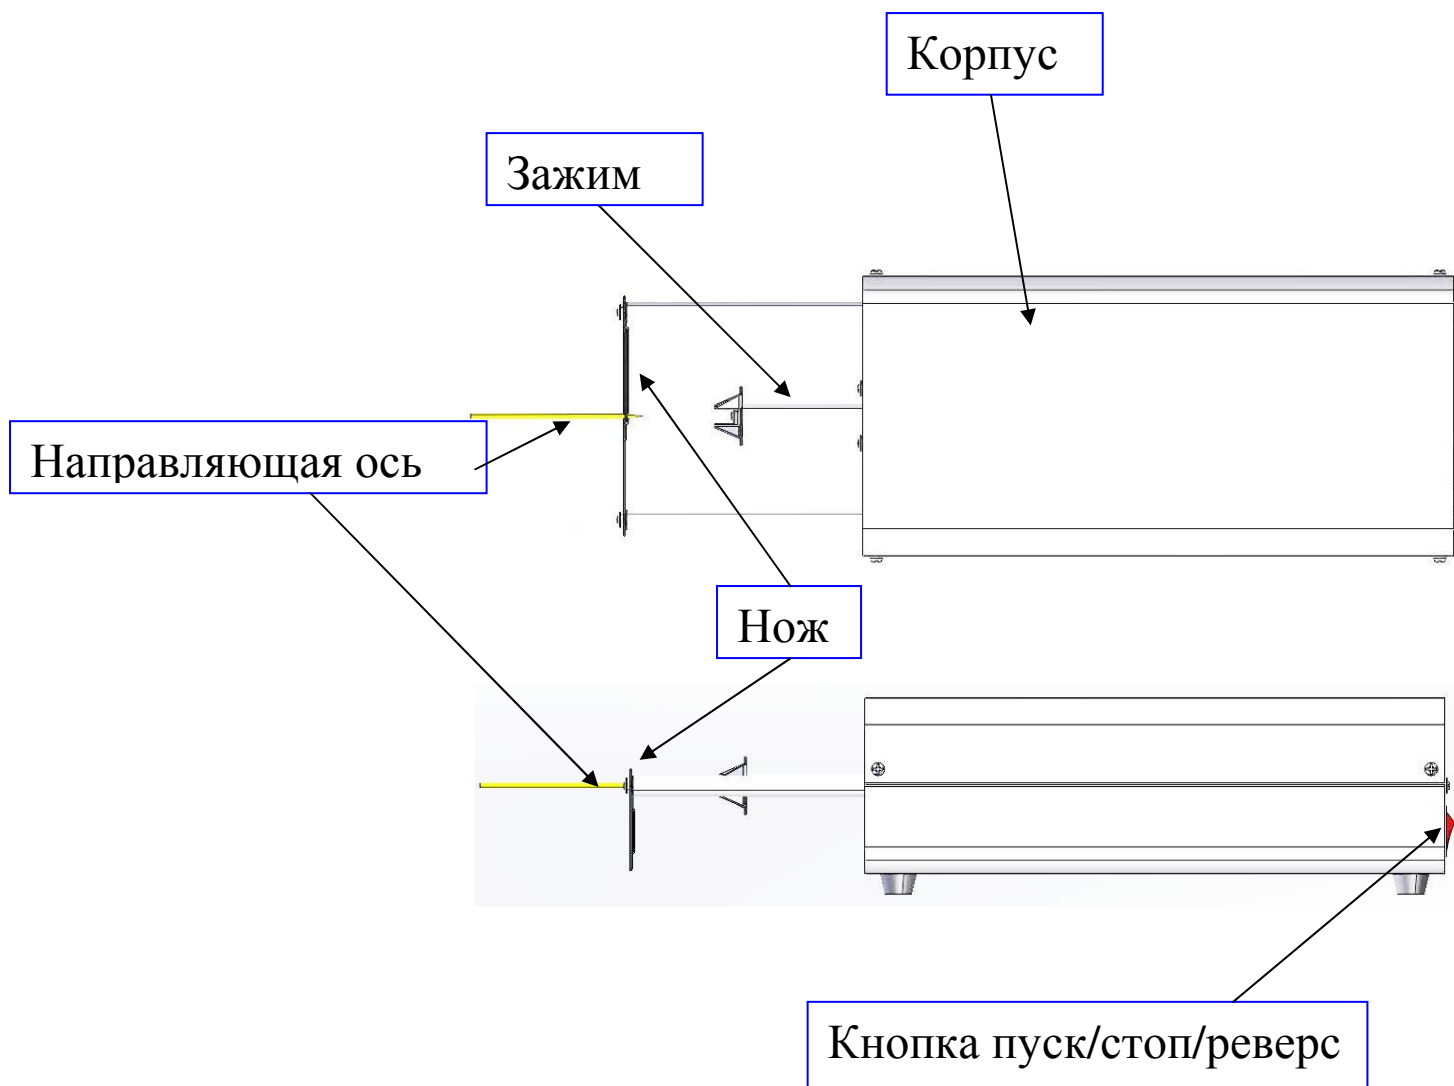 Корпус
Зажим
Направляющая ось
Нож
Кнопка пуск/стоп/реверс